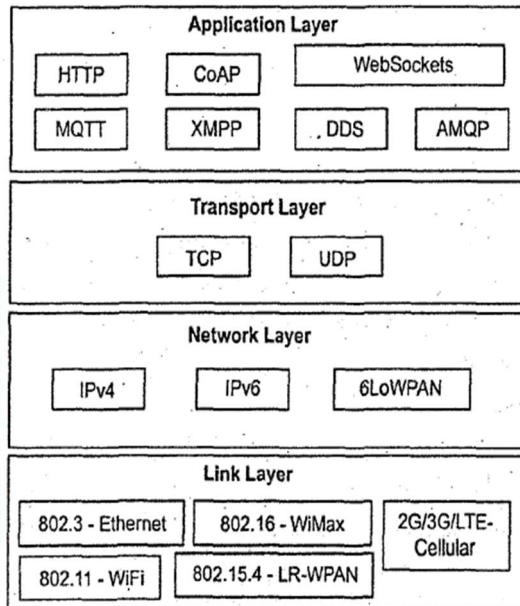 Application Layer
HTTP CoAP WebSockets
MQTT XMPP DDS AMQP
Transport Layer
TCP UDP
Network Layer
IPv4 IPv6 6LoWPAN
Link Layer
802.3 - Ethernet 802.16 - WiMax 2G/3G/LTE-
Cellular
802.11 - WiFi 802.15.4 - LR-WPAN